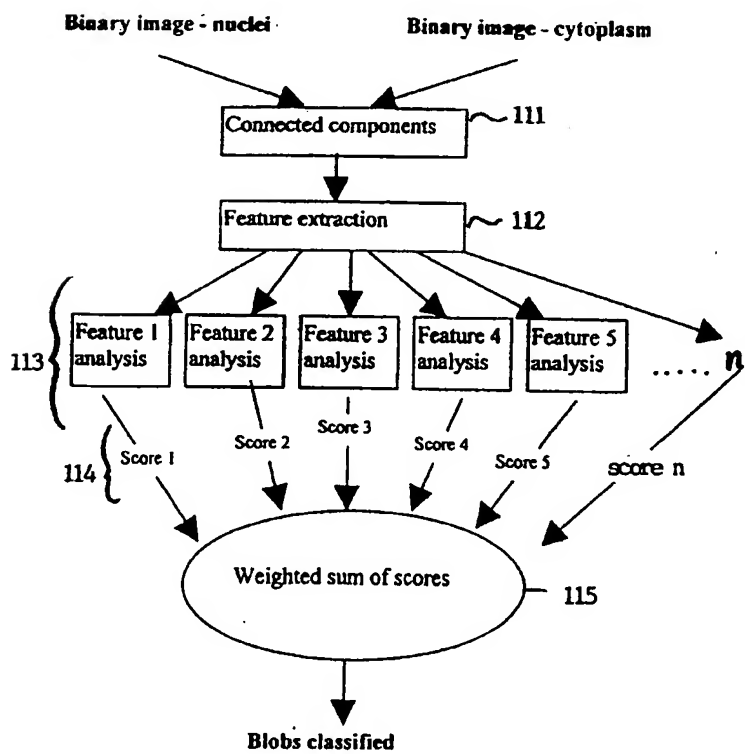 Binary image - nuclei
Binary image - cytoplasm
Connected components
111
Feature extraction
112
113
Feature 1
analysis
Feature 2
analysis
Feature 3
analysis
Feature 4
analysis
Feature 5
analysis
..... n
114
Score 1
Score 2
Score 3
Score 4
Score 5
score n
Weighted sum of scores
115
Blobs classified